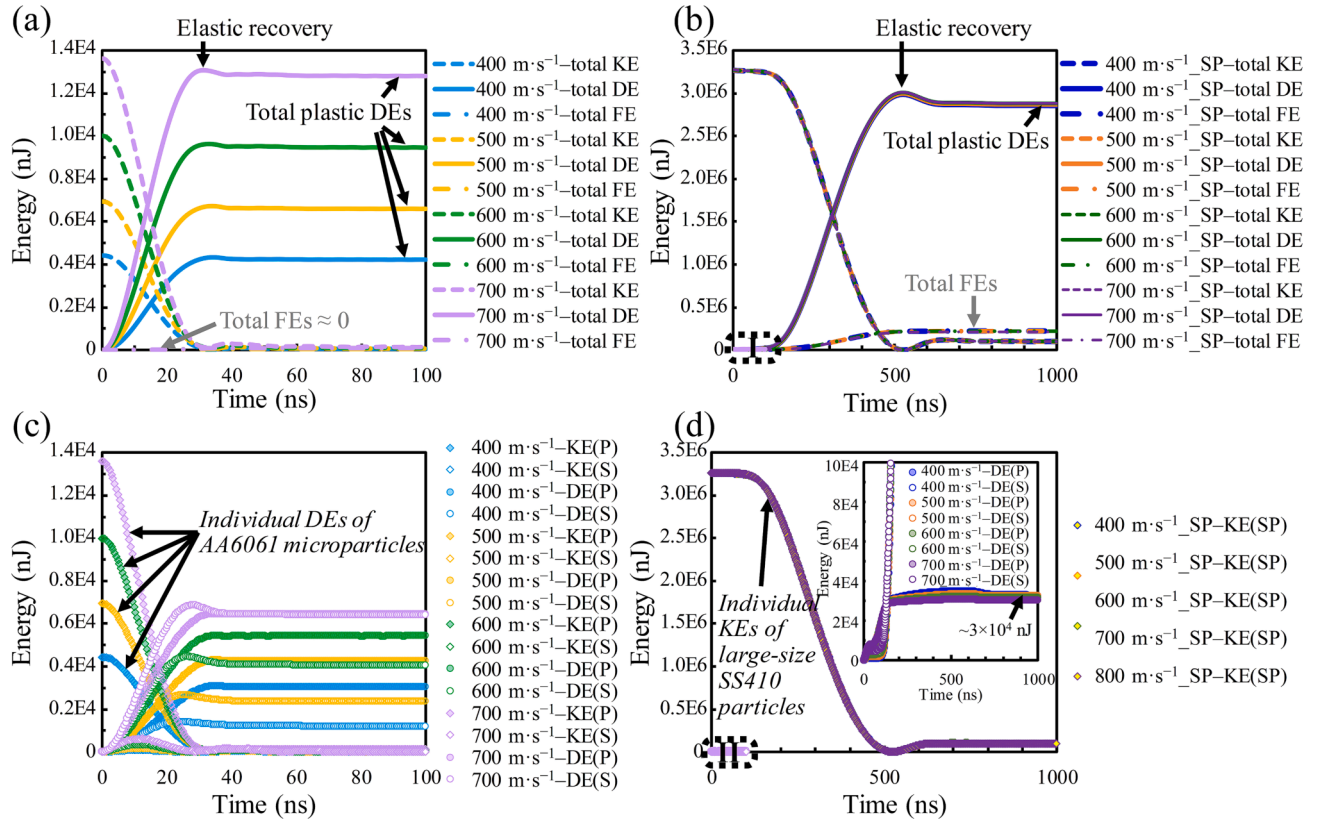 (a)
Elastic recovery
1.4E4
1.2E4
1.0E4
0.8E4
0.6E4
0.4E4
0.2E4
0
Energy (nJ)
Total plastic DEs
Total FEs ≈ 0
0 20 40 60 80 100
Time (ns)
400 m·s⁻¹–total KE
400 m·s⁻¹–total DE
400 m·s⁻¹–total FE
500 m·s⁻¹–total KE
500 m·s⁻¹–total DE
500 m·s⁻¹–total FE
600 m·s⁻¹–total KE
600 m·s⁻¹–total DE
600 m·s⁻¹–total FE
700 m·s⁻¹–total KE
700 m·s⁻¹–total DE
700 m·s⁻¹–total FE
(b)
Elastic recovery
3.5E6
3.0E6
2.5E6
2.0E6
1.5E6
1.0E6
0.5E6
0
Energy (nJ)
Total plastic DEs
Total FEs
0 500 1000
Time (ns)
400 m·s⁻¹_SP–total KE
400 m·s⁻¹_SP–total DE
400 m·s⁻¹_SP–total FE
500 m·s⁻¹_SP–total KE
500 m·s⁻¹_SP–total DE
500 m·s⁻¹_SP–total FE
600 m·s⁻¹_SP–total KE
600 m·s⁻¹_SP–total DE
600 m·s⁻¹_SP–total FE
700 m·s⁻¹_SP–total KE
700 m·s⁻¹_SP–total DE
700 m·s⁻¹_SP–total FE
(c)
1.4E4
1.2E4
1.0E4
0.8E4
0.6E4
0.4E4
0.2E4
0
Energy (nJ)
Individual DEs of
AA6061 microparticles
0 20 40 60 80 100
Time (ns)
400 m·s⁻¹–KE(P)
400 m·s⁻¹–KE(S)
400 m·s⁻¹–DE(P)
400 m·s⁻¹–DE(S)
500 m·s⁻¹–KE(P)
500 m·s⁻¹–KE(S)
500 m·s⁻¹–DE(P)
500 m·s⁻¹–DE(S)
600 m·s⁻¹–KE(P)
600 m·s⁻¹–KE(S)
600 m·s⁻¹–DE(P)
600 m·s⁻¹–DE(S)
700 m·s⁻¹–KE(P)
700 m·s⁻¹–KE(S)
700 m·s⁻¹–DE(P)
700 m·s⁻¹–DE(S)
(d)
3.5E6
3.0E6
2.5E6
2.0E6
1.5E6
1.0E6
0.5E6
0
Energy (nJ)
Individual
KEs of
large-size
SS410
particles
0 500 1000
Time (ns)
10E4
8E4
6E4
4E4
2E4
0
Energy (nJ)
400 m·s⁻¹–DE(P)
400 m·s⁻¹–DE(S)
500 m·s⁻¹–DE(P)
500 m·s⁻¹–DE(S)
600 m·s⁻¹–DE(P)
600 m·s⁻¹–DE(S)
700 m·s⁻¹–DE(P)
700 m·s⁻¹–DE(S)
~3×10⁴ nJ
0 500 1000
Time (ns)
400 m·s⁻¹_SP–KE(SP)
500 m·s⁻¹_SP–KE(SP)
600 m·s⁻¹_SP–KE(SP)
700 m·s⁻¹_SP–KE(SP)
800 m·s⁻¹_SP–KE(SP)